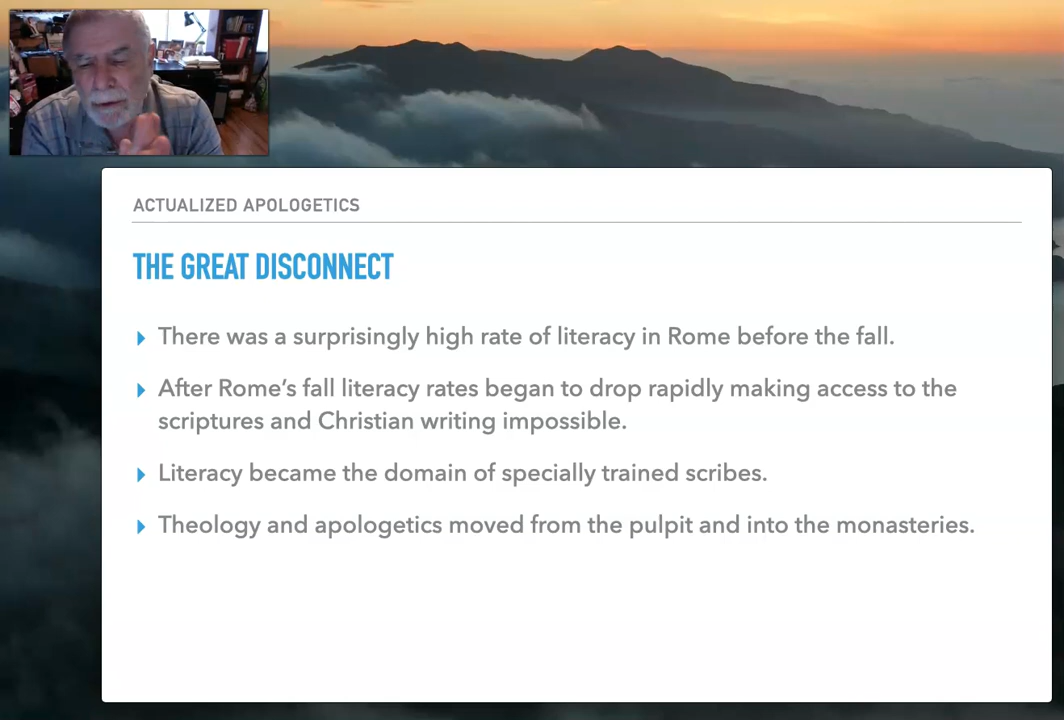 ACTUALIZED APOLOGETICS
THE GREAT DISCONNECT
There was a surprisingly high rate of literacy in Rome before the fall.
After Rome’s fall literacy rates began to drop rapidly making access to the
scriptures and Christian writing impossible.
Literacy became the domain of specially trained scribes.
Theology and apologetics moved from the pulpit and into the monasteries.